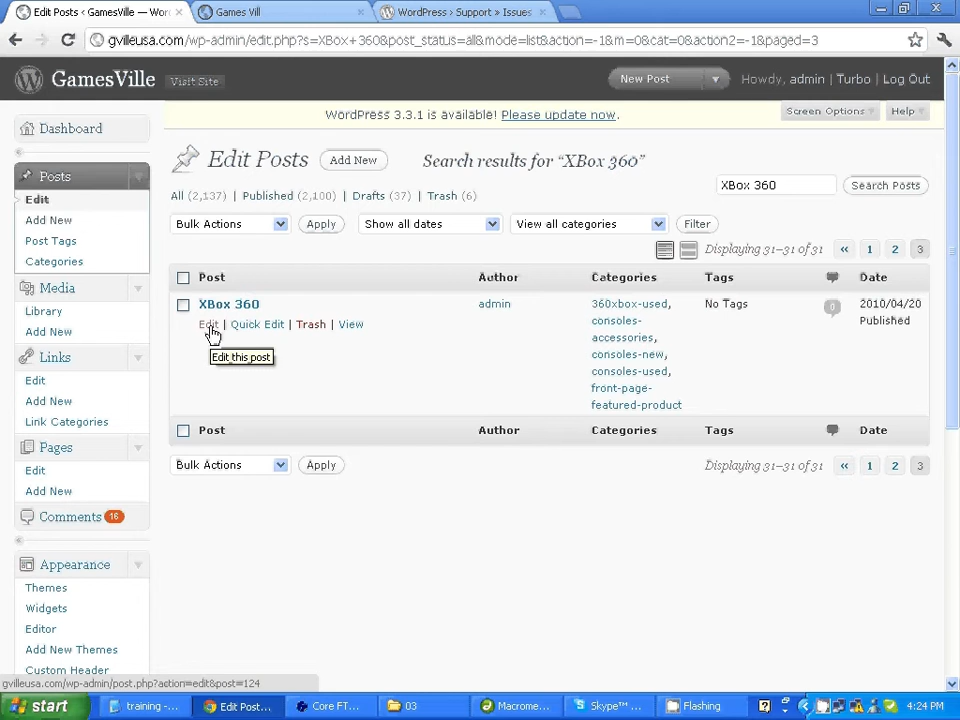 Edit Posts ‹ GamesVille — Wor
Games Vill
WordPress › Support » Issues
gvilleusa.com/wp-admin/edit.php?s=XBox+360&post_status=all&mode=list&action=-1&m=0&cat=0&action2=-1&paged=3
GamesVille
Visit Site
New Post
Howdy, admin | Turbo | Log Out
WordPress 3.3.1 is available! Please update now.
Screen Options
Help
Dashboard
Posts
Edit
Add New
Post Tags
Categories
Media
Library
Add New
Links
Edit
Add New
Link Categories
Pages
Edit
Add New
Comments 16
Appearance
Themes
Widgets
Editor
Add New Themes
Custom Header
Edit Posts
Add New
Search results for “XBox 360”
All (2,137) | Published (2,100) | Drafts (37) | Trash (6)
XBox 360
Search Posts
Bulk Actions
Apply
Show all dates
View all categories
Filter
Displaying 31–31 of 31 « 1 2 3
Post Author Categories Tags Date
XBox 360
Edit | Quick Edit | Trash | View
Edit this post
admin
360xbox-used,
consoles-
accessories,
consoles-new,
consoles-used,
front-page-
featured-product
No Tags
0
2010/04/20
Published
Post Author Categories Tags Date
Bulk Actions
Apply
Displaying 31–31 of 31 « 1 2 3
gvilleusa.com/wp-admin/post.php?action=edit&post=124
start
training -...
Edit Post...
Core FT...
03
Macrome...
Skype™ ...
Flashing
4:24 PM